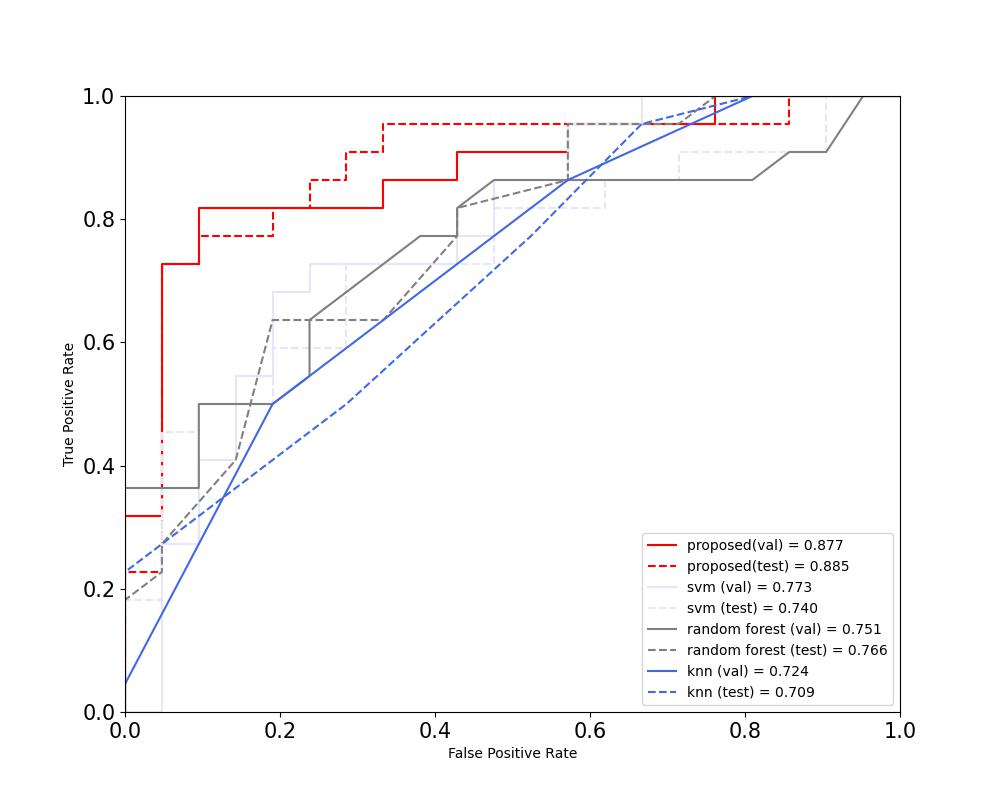 1.0
0.8
0.6
0.4
0.2
0.0
True Positive Rate
proposed(val) = 0.877
proposed(test) = 0.885
svm (val) = 0.773
svm (test) = 0.740
random forest (val) = 0.751
random forest (test) = 0.766
knn (val) = 0.724
knn (test) = 0.709
0.0 0.2 0.4 0.6 0.8 1.0
False Positive Rate